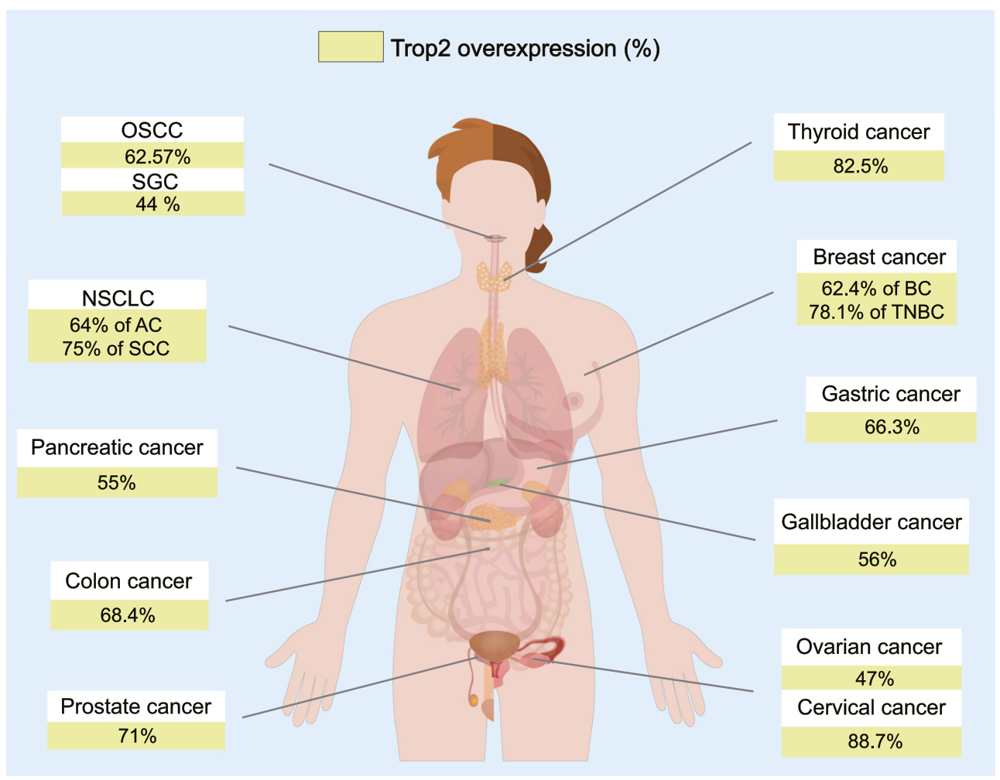 Trop2 overexpression (%)
OSCC
62.57%
SGC
44 %
NSCLC
64% of AC
75% of SCC
Pancreatic cancer
55%
Colon cancer
68.4%
Prostate cancer
71%
Thyroid cancer
82.5%
Breast cancer
62.4% of BC
78.1% of TNBC
Gastric cancer
66.3%
Gallbladder cancer
56%
Ovarian cancer
47%
Cervical cancer
88.7%